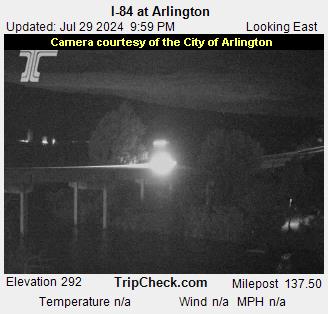 I-84 at Arlington
Updated: Jul 29 2024 9:59 PM Looking East
Camera courtesy of the City of Arlington
Elevation 292 TripCheck.com Milepost 137.50
Temperature n/a Wind n/a MPH n/a